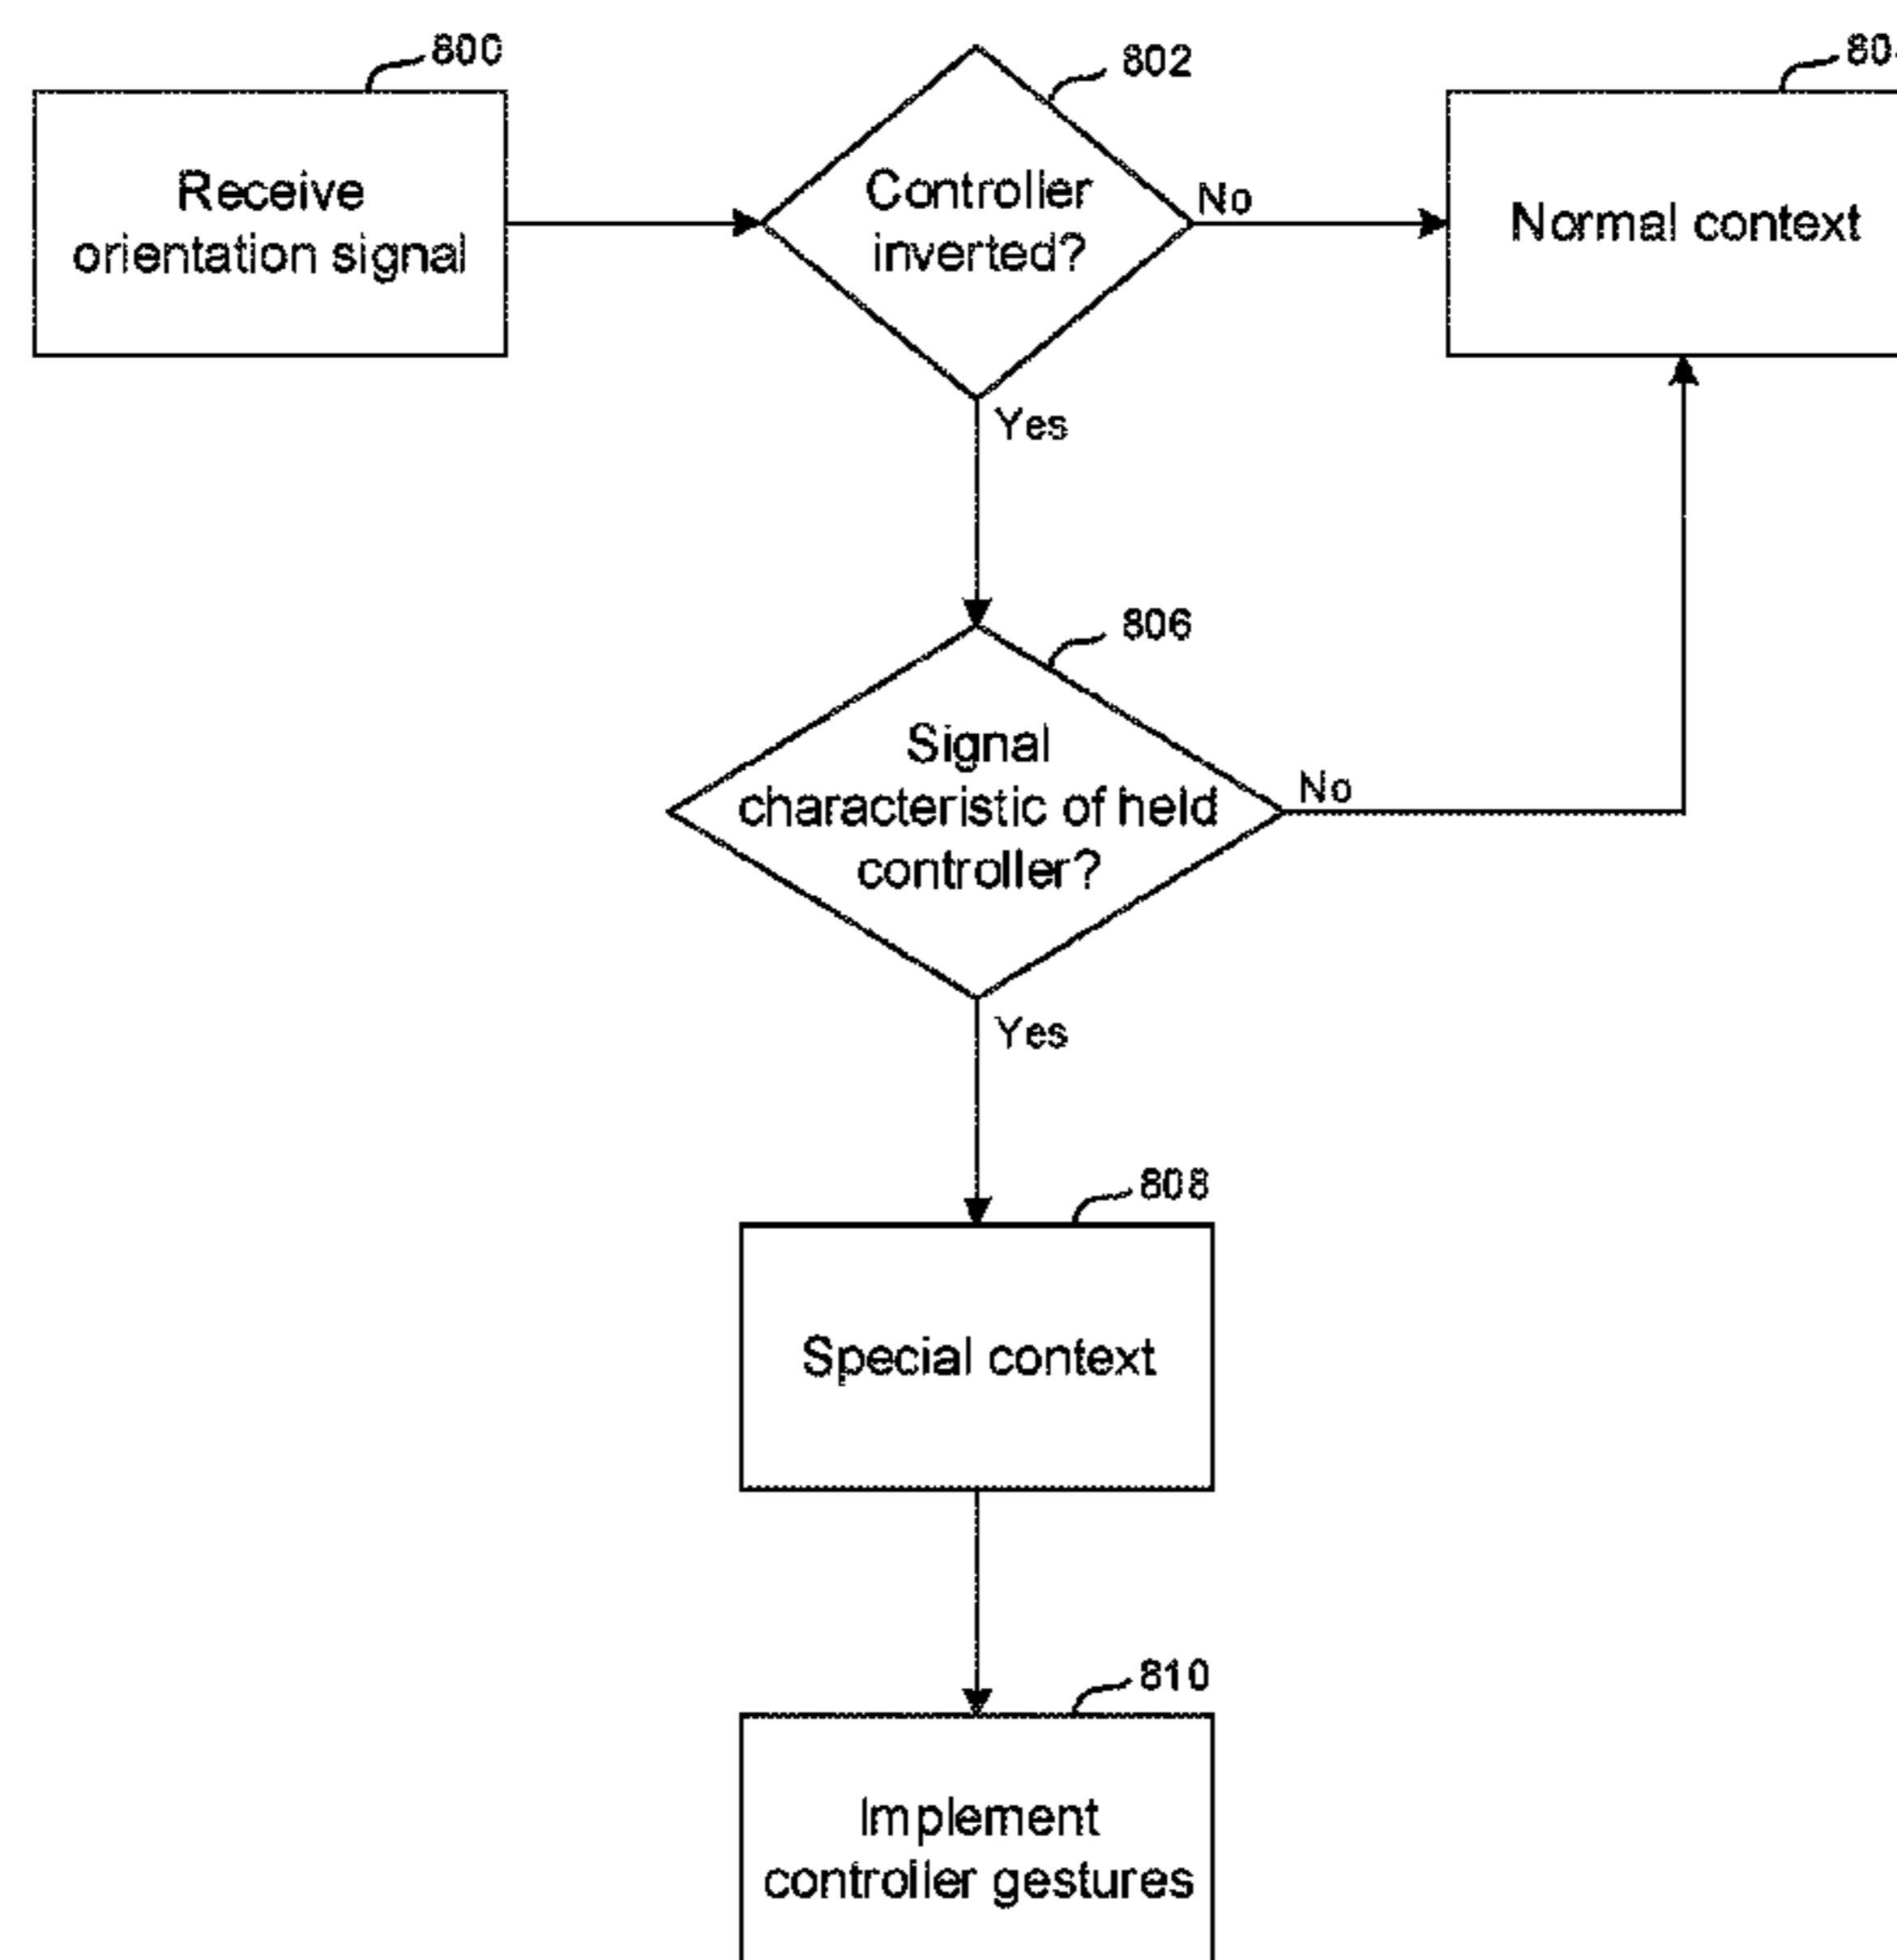 800
802
Receive
orientation signal
Controller
inverted?
No
Normal context
Yes
806
Signal
characteristic of held
controller?
No
Yes
808
Special context
810
Implement
controller gestures